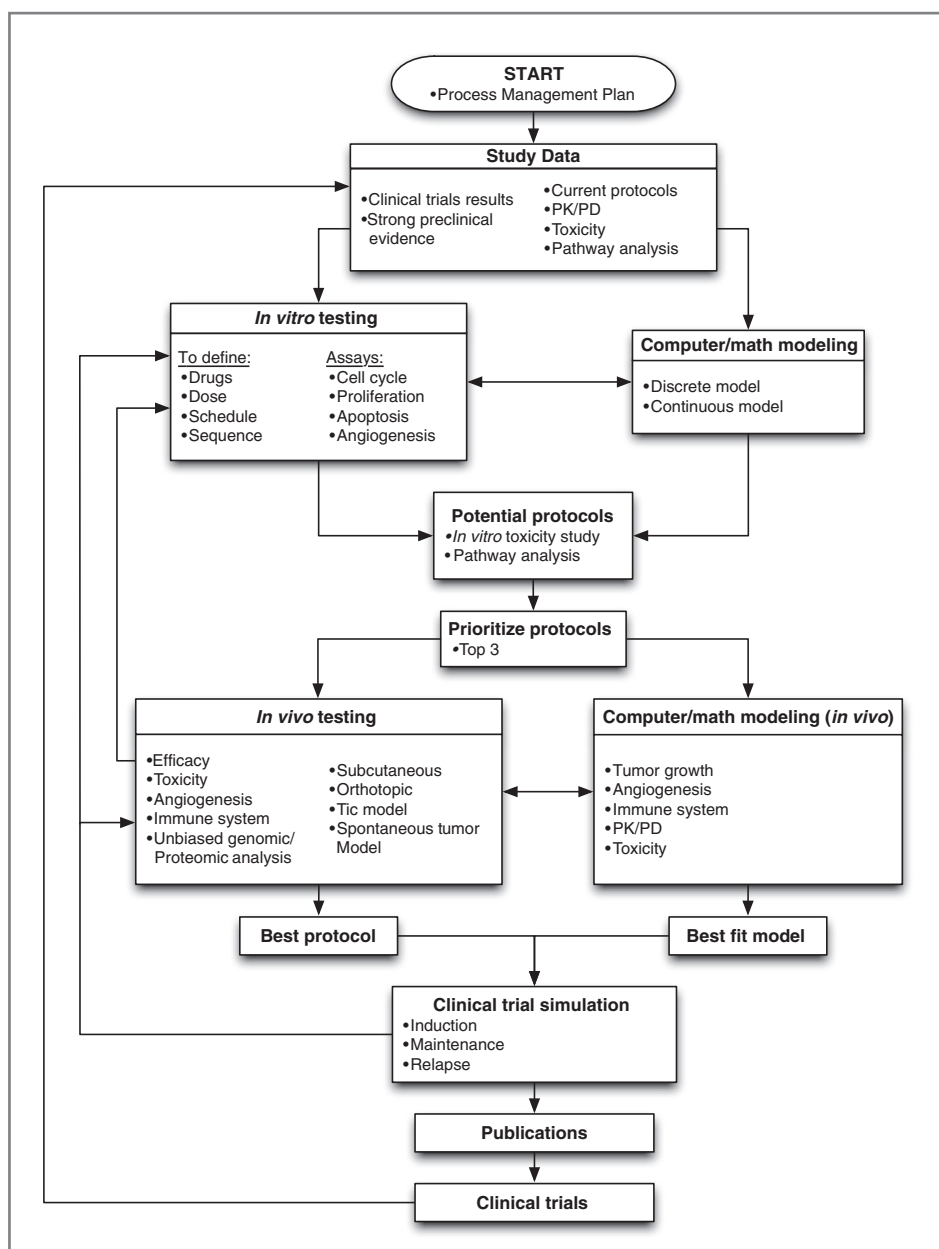 START
•Process Management Plan
Study Data
•Clinical trials results
•Strong preclinical
evidence
•Current protocols
•PK/PD
•Toxicity
•Pathway analysis
In vitro testing
To define:
•Drugs
•Dose
•Schedule
•Sequence
Assays:
•Cell cycle
•Proliferation
•Apoptosis
•Angiogenesis
Computer/math modeling
•Discrete model
•Continuous model
Potential protocols
•In vitro toxicity study
•Pathway analysis
Prioritize protocols
•Top 3
In vivo testing
•Efficacy
•Toxicity
•Angiogenesis
•Immune system
•Unbiased genomic/
Proteomic analysis
•Subcutaneous
•Orthotopic
•Tic model
•Spontaneous tumor
Model
Computer/math modeling (in vivo)
•Tumor growth
•Angiogenesis
•Immune system
•PK/PD
•Toxicity
Best protocol
Best fit model
Clinical trial simulation
•Induction
•Maintenance
•Relapse
Publications
Clinical trials